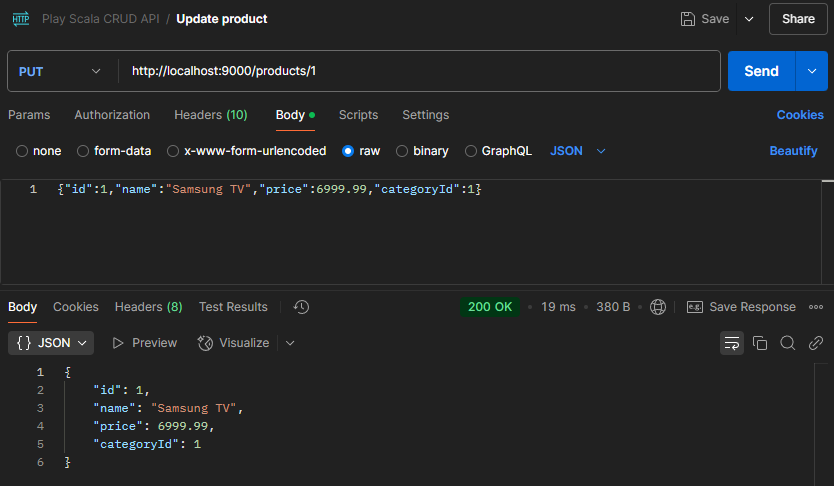 HTTP Play Scala CRUD API / Update product Save Share
PUT http://localhost:9000/products/1 Send
Params Authorization Headers (10) Body Scripts Settings Cookies
none form-data x-www-form-urlencoded raw binary GraphQL JSON Beautify
1 {"id":1,"name":"Samsung TV","price":6999.99,"categoryId":1}
Body Cookies Headers (8) Test Results 200 OK • 19 ms • 380 B • e.g. Save Response
{} JSON Preview Visualize
1 {
2 "id": 1,
3 "name": "Samsung TV",
4 "price": 6999.99,
5 "categoryId": 1
6 }